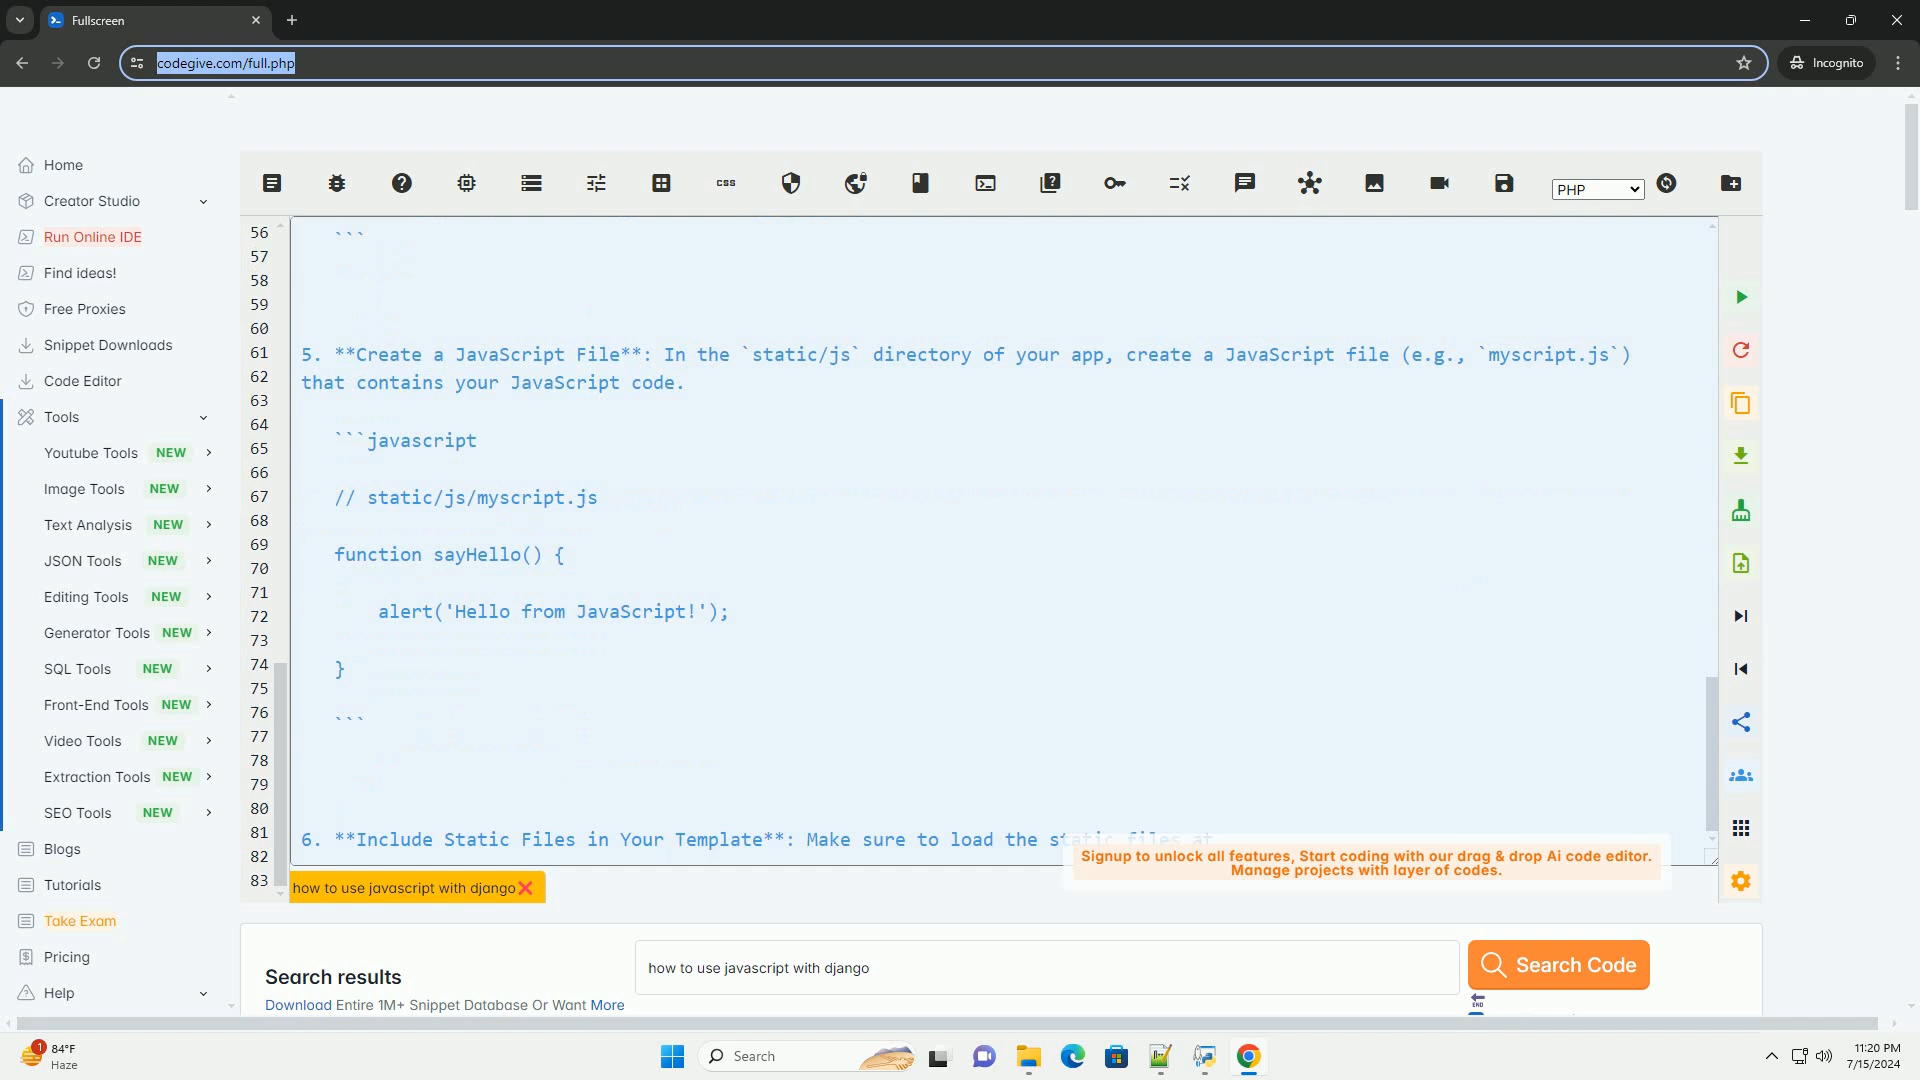 Fullscreen
codegive.com/full.php
Incognito
Home
Creator Studio
Run Online IDE
Find ideas!
Free Proxies
Snippet Downloads
Code Editor
Tools
Youtube Tools NEW
Image Tools NEW
Text Analysis NEW
JSON Tools NEW
Editing Tools NEW
Generator Tools NEW
SQL Tools NEW
Front-End Tools NEW
Video Tools NEW
Extraction Tools NEW
SEO Tools NEW
Blogs
Tutorials
Take Exam
Pricing
Help
css
PHP
56
57
58
59
60
61
62
63
64
65
66
67
68
69
70
71
72
73
74
75
76
77
78
79
80
81
82
83
```
5. **Create a JavaScript File**: In the `static/js` directory of your app, create a JavaScript file (e.g., `myscript.js`)
that contains your JavaScript code.
```javascript
// static/js/myscript.js
function sayHello() {
alert('Hello from JavaScript!');
}
```
6. **Include Static Files in Your Template**: Make sure to load the static files at
Signup to unlock all features, Start coding with our drag & drop Ai code editor.
Manage projects with layer of codes.
how to use javascript with django
Search results
Download Entire 1M+ Snippet Database Or Want More
how to use javascript with django
Search Code
END
1
84°F
Haze
Search
11:20 PM
7/15/2024